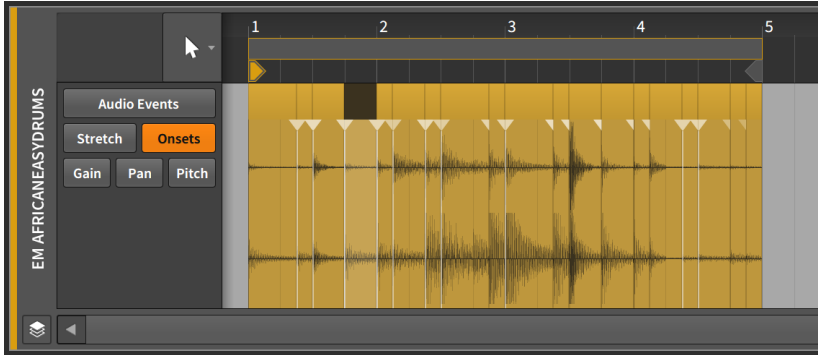 1 2 3 4 5
Audio Events
Stretch Onsets
Gain Pan Pitch
EM AFRICANEASYDRUMS